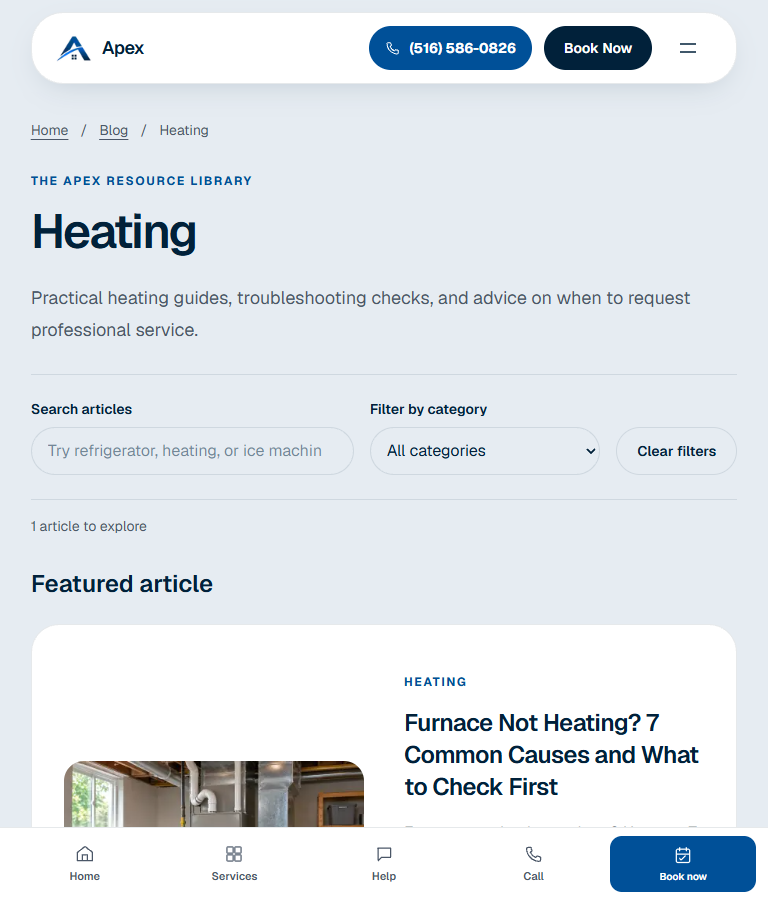 Apex
(516) 586-0826
Book Now
Home / Blog / Heating
THE APEX RESOURCE LIBRARY
Heating
Practical heating guides, troubleshooting checks, and advice on when to request
professional service.
Search articles
Filter by category
Try refrigerator, heating, or ice machin
All categories
Clear filters
1 article to explore
Featured article
HEATING
Furnace Not Heating? 7
Common Causes and What
to Check First
Home
Services
Help
Call
Book now